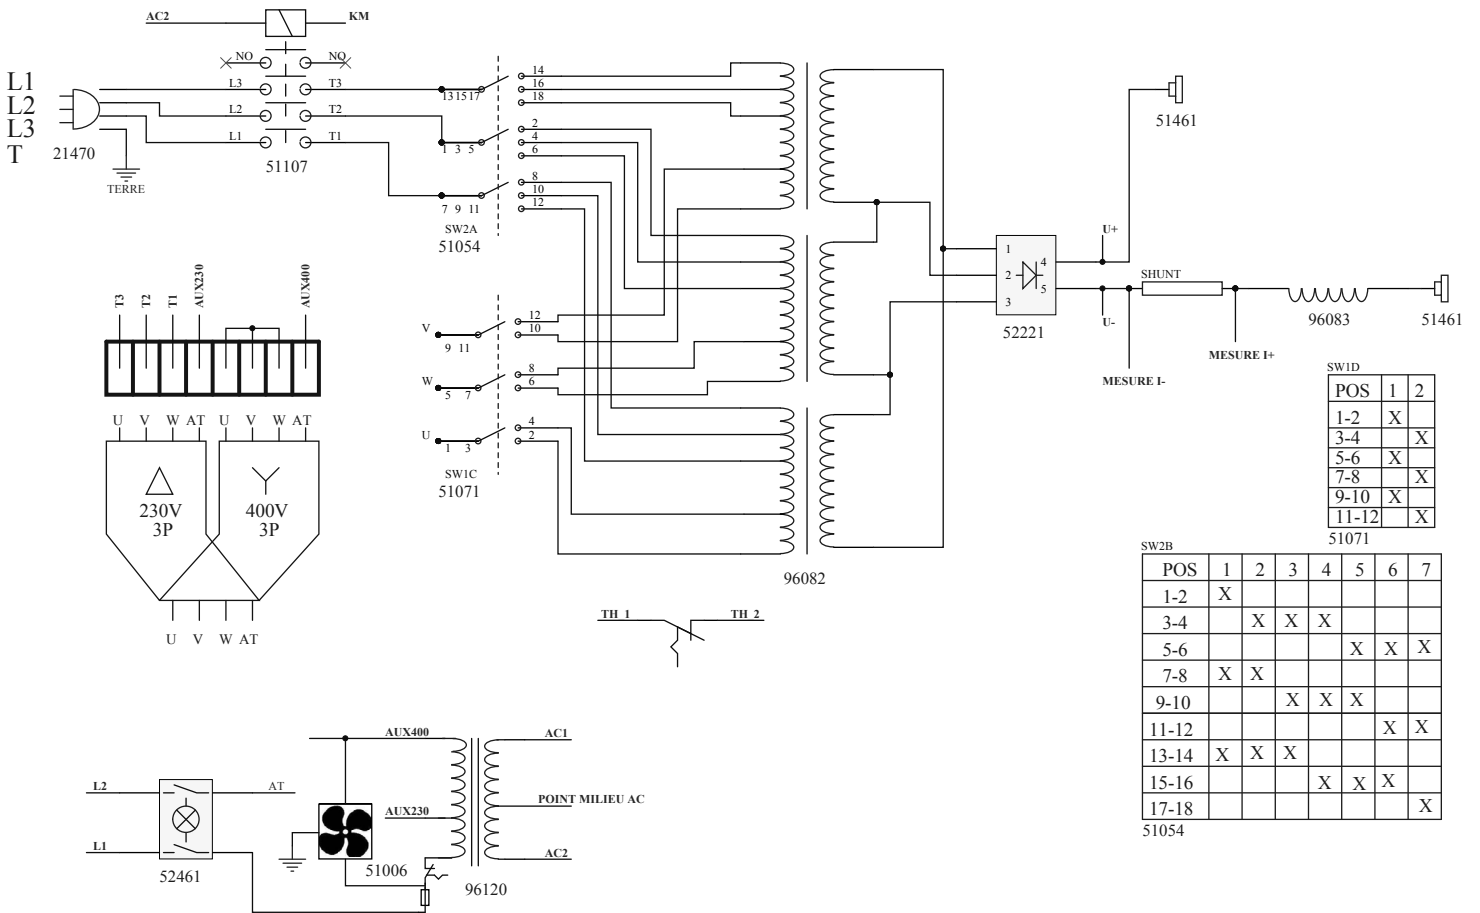 AC2 KM
NO NO
L1
L2
L3
T
21470
TERRE
L3 T3
L2 T2
L1 T1
51107
13 15 17
14
16
18
1 3 5
2
4
6
7 9 11
8
10
12
SW2A
51054
V
9 11
12
10
W
5 7
8
6
U
1 3
4
2
SW1C
51071
96082
1
2
3
4
5
52221
U+
U-
51461
SHUNT
MESURE I-
MESURE I+
96083
51461
T3 T2 T1 AUX230 AUX400
U V W AT U V W AT
230V
3P
400V
3P
U V W AT
TH 1 TH 2
SW1D
POS 1 2
1-2 X
3-4 X
5-6 X
7-8 X
9-10 X
11-12 X
51071
SW2B
POS 1 2 3 4 5 6 7
1-2 X
3-4 X X X
5-6 X X X
7-8 X X
9-10 X X X
11-12 X X
13-14 X X X
15-16 X X X
17-18 X
51054
L2 AT
L1
52461
AUX400
AUX230
51006
AC1
POINT MILIEU AC
AC2
96120